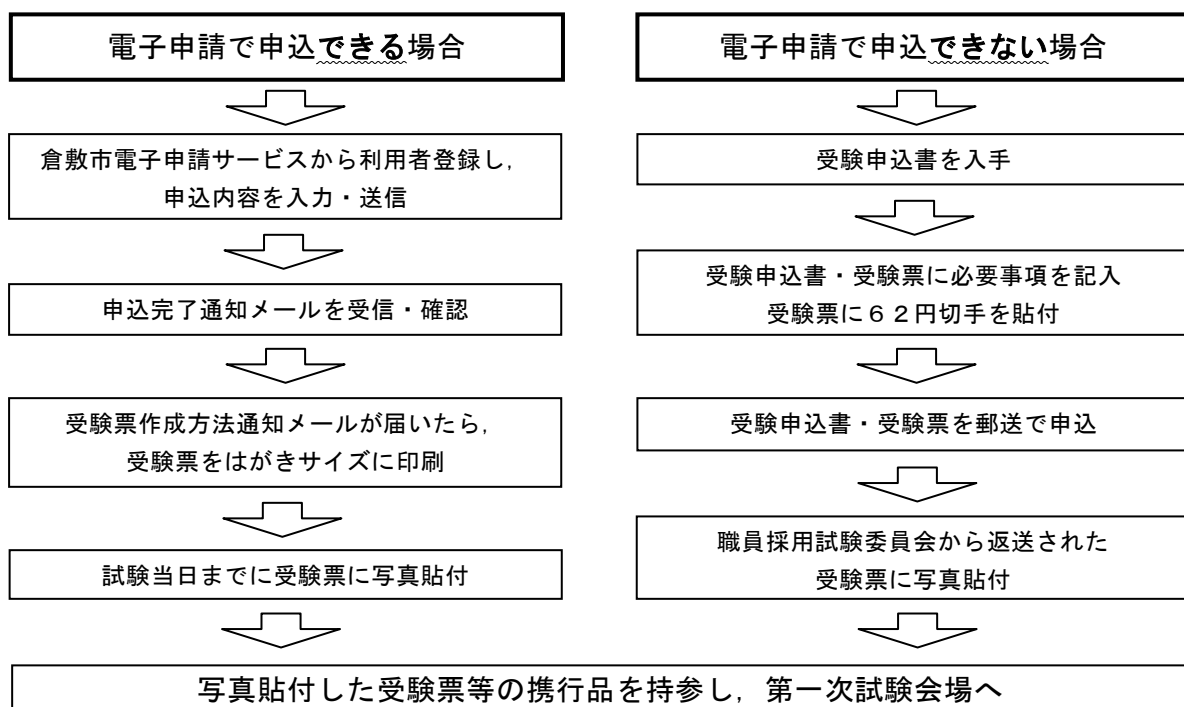 電子申請で申込できる場合
倉敷市電子申請サービスから利用者登録し,
申込内容を入力・送信
申込完了通知メールを受信・確認
受験票作成方法通知メールが届いたら,
受験票をはがきサイズに印刷
試験当日までに受験票に写真貼付
電子申請で申込できない場合
受験申込書を入手
受験申込書・受験票に必要事項を記入
受験票に６２円切手を貼付
受験申込書・受験票を郵送で申込
職員採用試験委員会から返送された
受験票に写真貼付
写真貼付した受験票等の携行品を持参し，第一次試験会場へ